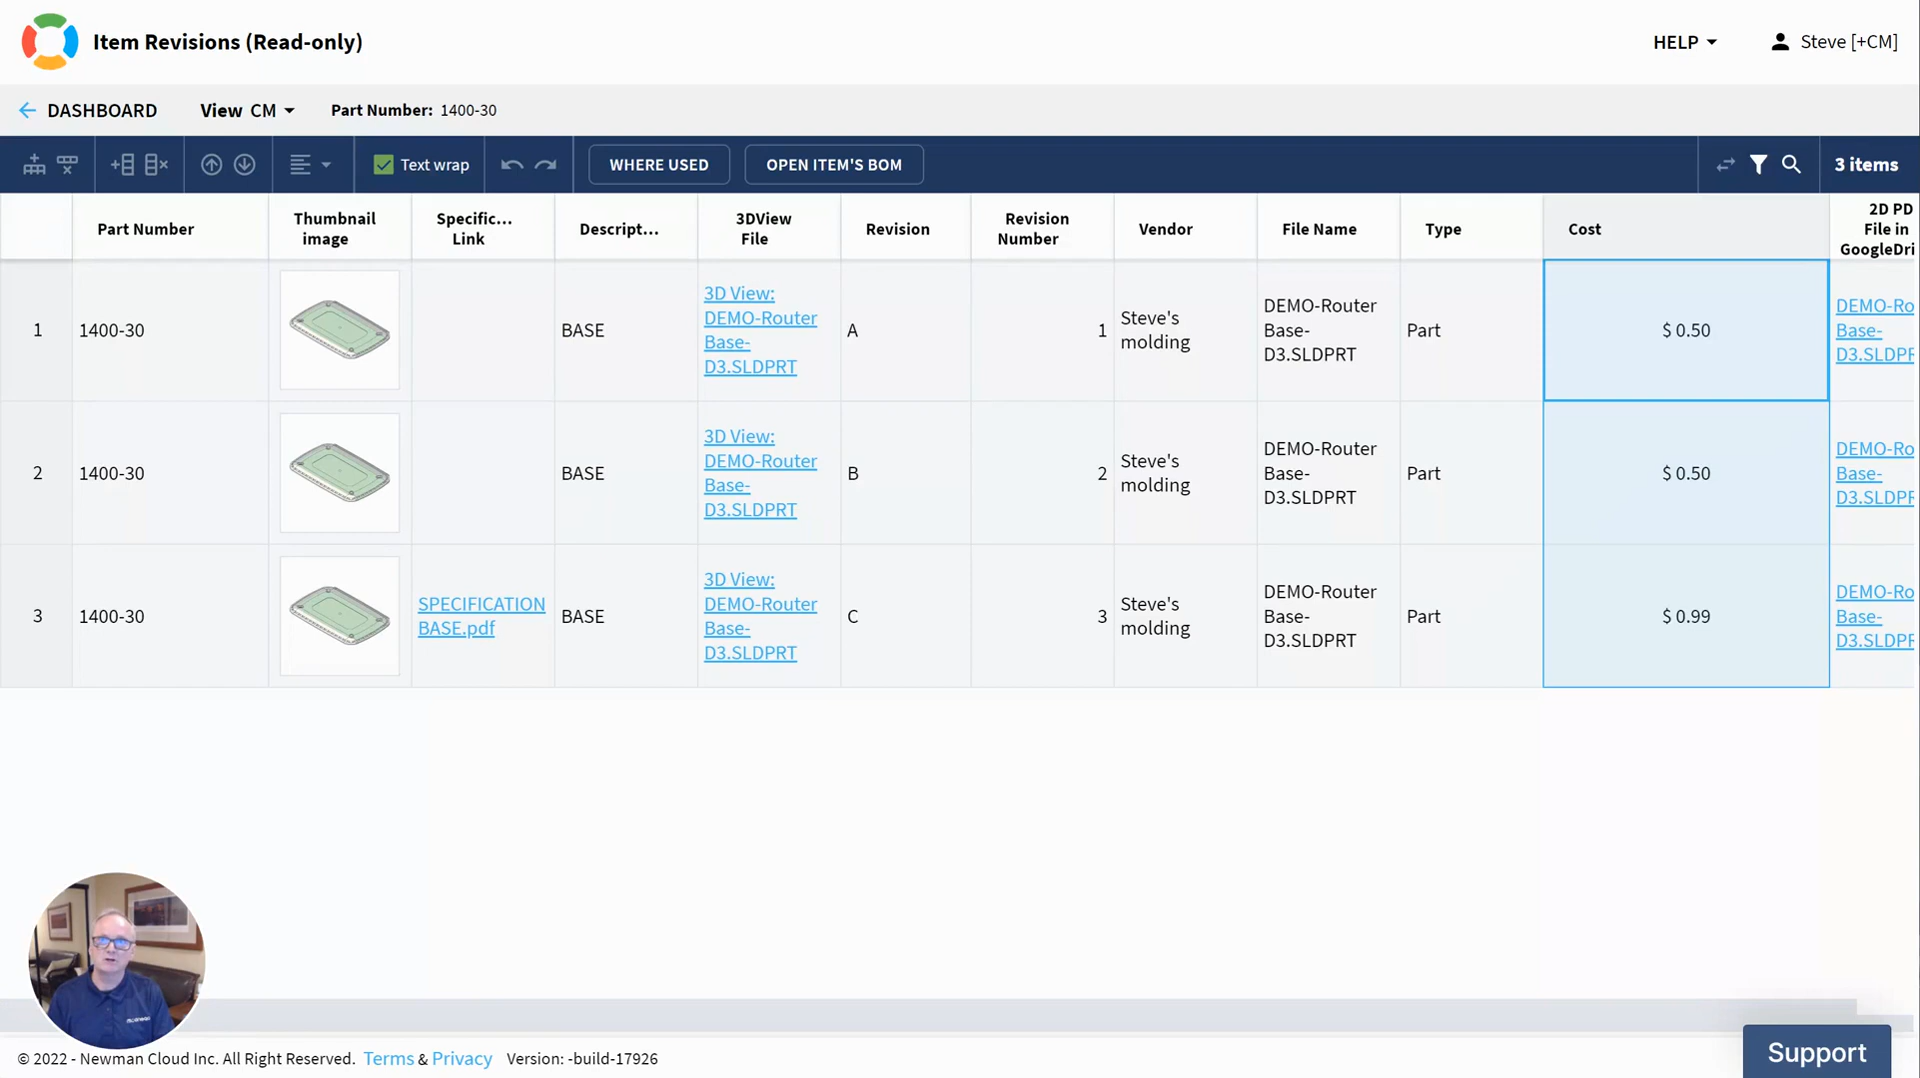 Item Revisions (Read-only)
HELP
Steve [+CM]
DASHBOARD
View CM
Part Number: 1400-30
Text wrap
WHERE USED
OPEN ITEM'S BOM
3 items
Part Number
Thumbnail
image
Specific...
Link
Descript...
3DView
File
Revision
Revision
Number
Vendor
File Name
Type
Cost
2D PD
File in
GoogleDri
1
1400-30
BASE
3D View:
DEMO-Router
Base-
D3.SLDPRT
A
1
Steve's
molding
DEMO-Router
Base-
D3.SLDPRT
Part
$ 0.50
DEMO-Ro
Base-
D3.SLDPR
2
1400-30
BASE
3D View:
DEMO-Router
Base-
D3.SLDPRT
B
2
Steve's
molding
DEMO-Router
Base-
D3.SLDPRT
Part
$ 0.50
DEMO-Ro
Base-
D3.SLDPR
3
1400-30
SPECIFICATION
BASE.pdf
BASE
3D View:
DEMO-Router
Base-
D3.SLDPRT
C
3
Steve's
molding
DEMO-Router
Base-
D3.SLDPRT
Part
$ 0.99
DEMO-Ro
Base-
D3.SLDPR
© 2022 - Newman Cloud Inc. All Right Reserved. Terms & Privacy Version: -build-17926
Support